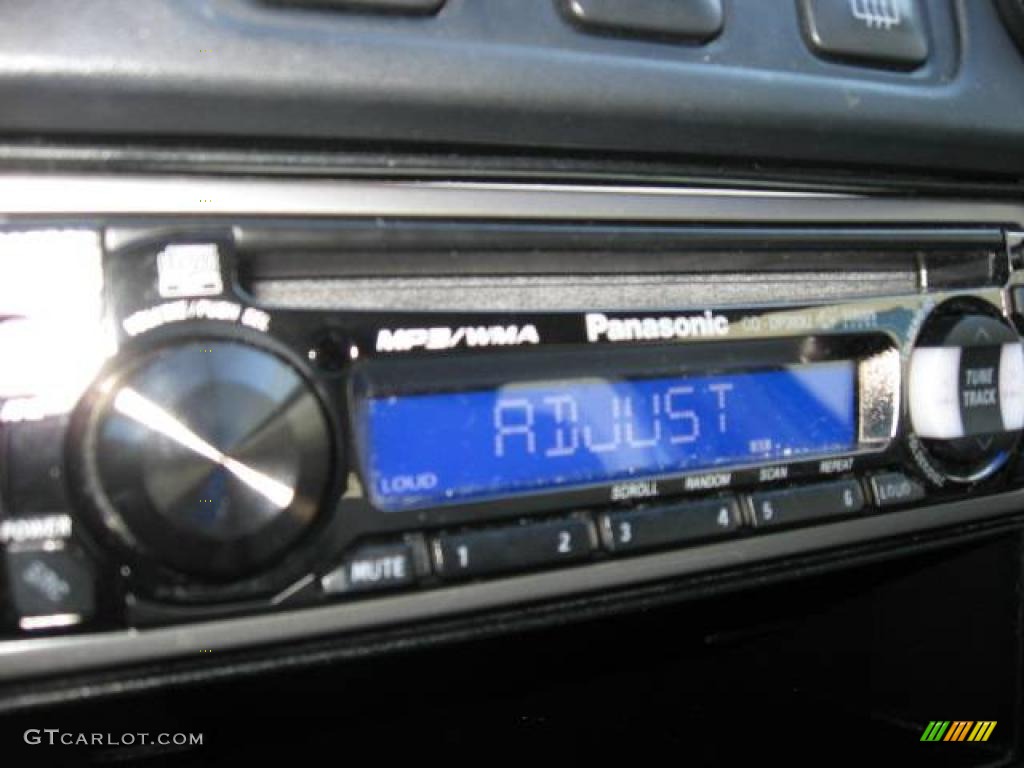 MP3/WMA
Panasonic
TUNE
TRACK
ADJUST
LOUD
SCROLL RANDOM SCAN REPEAT
POWER
MUTE 1 2 3 4 5 6 LOUD
GTCARLOT.COM